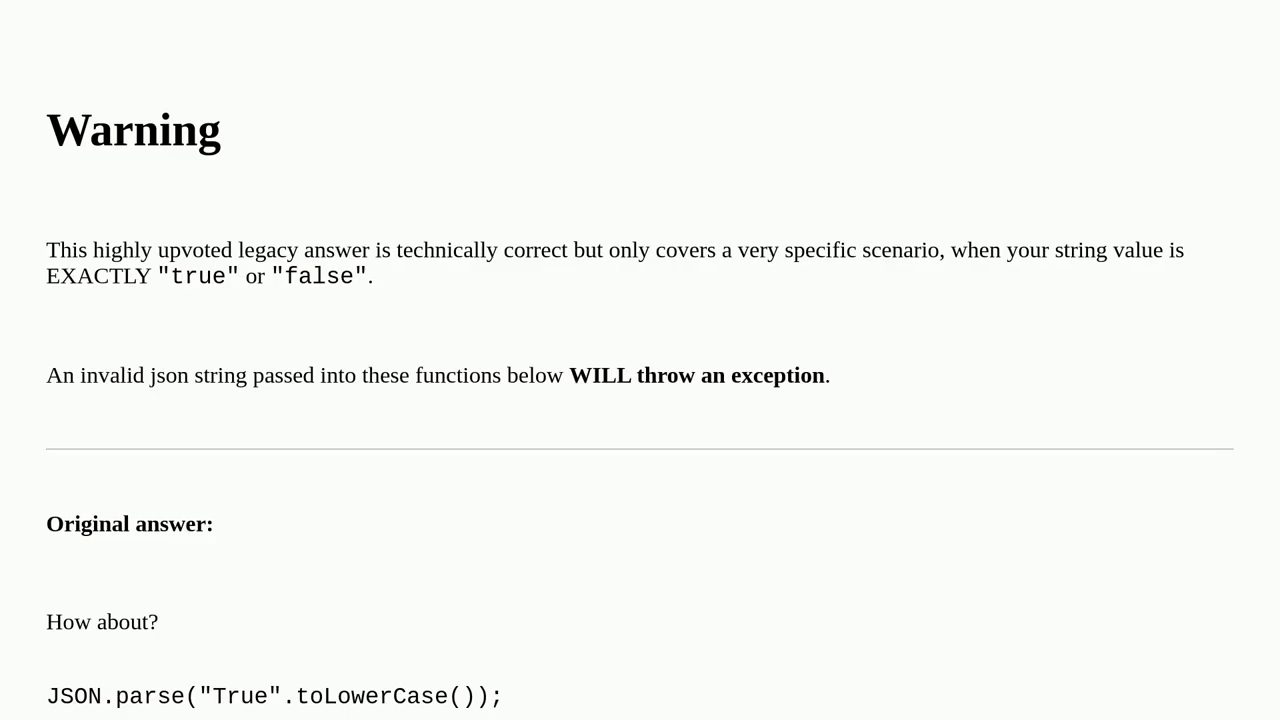 Warning
This highly upvoted legacy answer is technically correct but only covers a very specific scenario, when your string value is
EXACTLY "true" or "false".
An invalid json string passed into these functions below WILL throw an exception.
Original answer:
How about?
JSON.parse("True".toLowerCase());